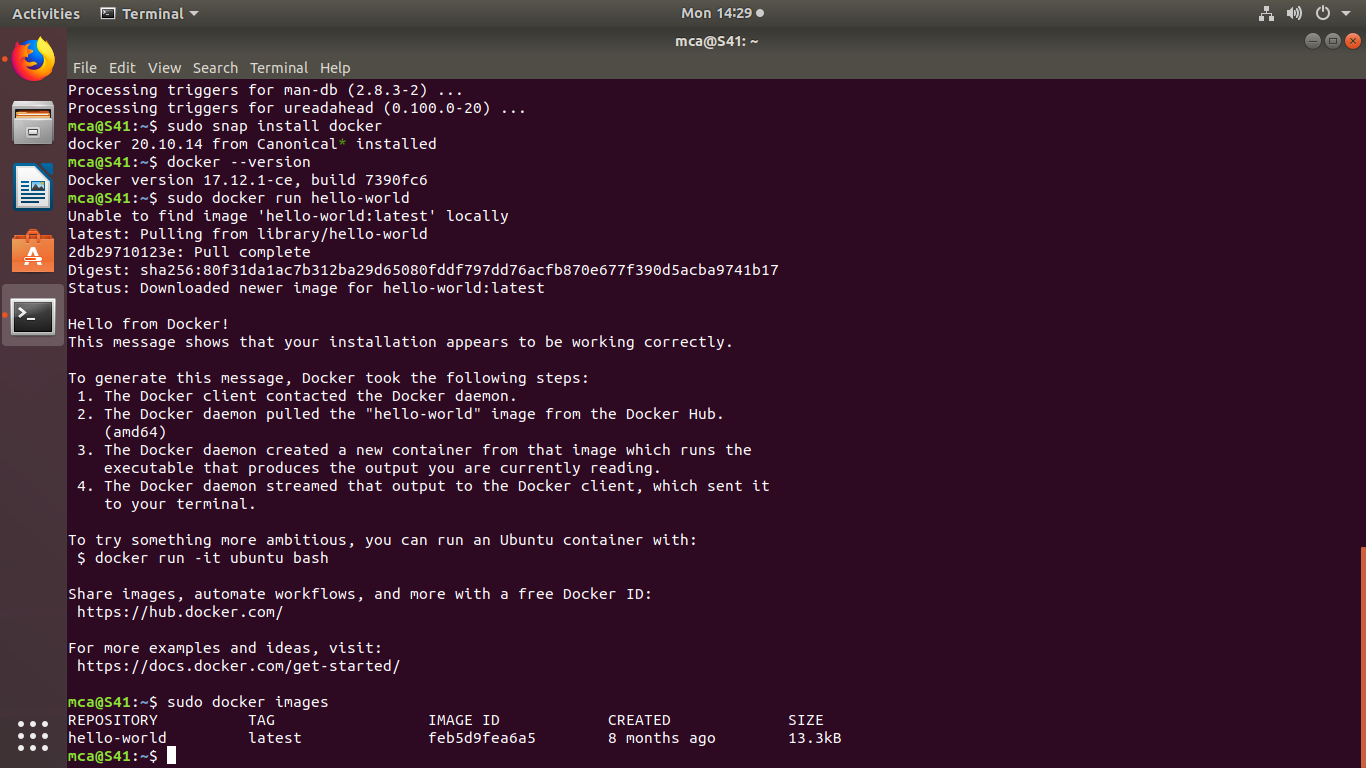 Activities Terminal Mon 14:29
mca@S41: ~
File Edit View Search Terminal Help
Processing triggers for man-db (2.8.3-2) ...
Processing triggers for ureadahead (0.100.0-20) ...
mca@S41:~$ sudo snap install docker
docker 20.10.14 from Canonical* installed
mca@S41:~$ docker --version
Docker version 17.12.1-ce, build 7390fc6
mca@S41:~$ sudo docker run hello-world
Unable to find image 'hello-world:latest' locally
latest: Pulling from library/hello-world
2db29710123e: Pull complete
Digest: sha256:80f31da1ac7b312ba29d65080fddf797dd76acfb870e677f390d5acba9741b17
Status: Downloaded newer image for hello-world:latest
Hello from Docker!
This message shows that your installation appears to be working correctly.
To generate this message, Docker took the following steps:
1. The Docker client contacted the Docker daemon.
2. The Docker daemon pulled the "hello-world" image from the Docker Hub.
(amd64)
3. The Docker daemon created a new container from that image which runs the
executable that produces the output you are currently reading.
4. The Docker daemon streamed that output to the Docker client, which sent it
to your terminal.
To try something more ambitious, you can run an Ubuntu container with:
$ docker run -it ubuntu bash
Share images, automate workflows, and more with a free Docker ID:
https://hub.docker.com/
For more examples and ideas, visit:
https://docs.docker.com/get-started/
mca@S41:~$ sudo docker images
REPOSITORY TAG IMAGE ID CREATED SIZE
hello-world latest feb5d9fea6a5 8 months ago 13.3kB
mca@S41:~$